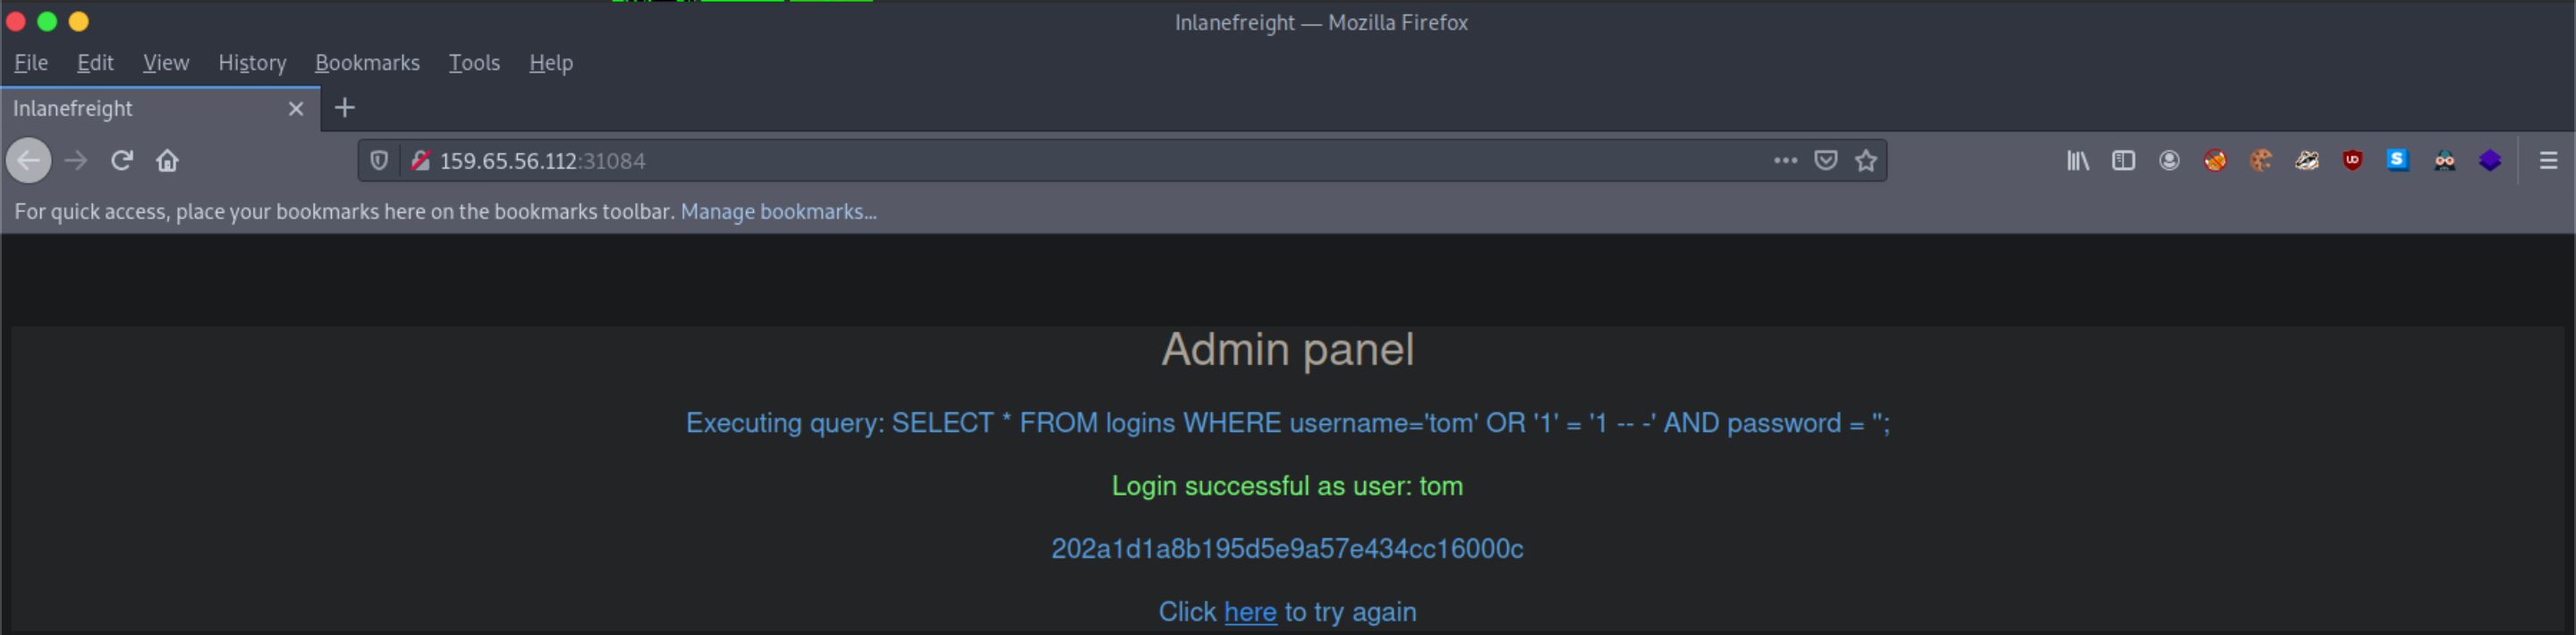 Inlanefreight — Mozilla Firefox
File Edit View History Bookmarks Tools Help
Inlanefreight
159.65.56.112:31084
For quick access, place your bookmarks here on the bookmarks toolbar. Manage bookmarks...
Admin panel
Executing query: SELECT * FROM logins WHERE username='tom' OR '1' = '1 -- -' AND password = '';
Login successful as user: tom
202a1d1a8b195d5e9a57e434cc16000c
Click here to try again